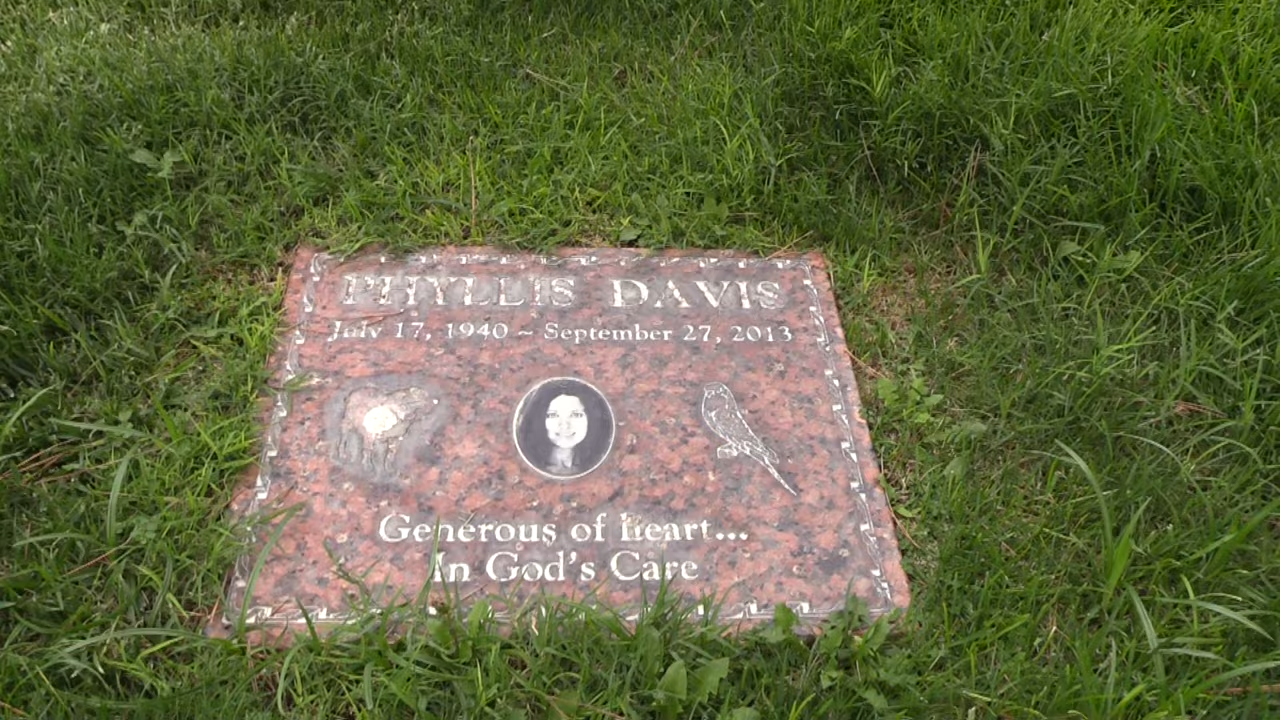 PHYLLIS DAVIS
July 17, 1940 ~ September 27, 2013
Generous of heart...
In God's Care